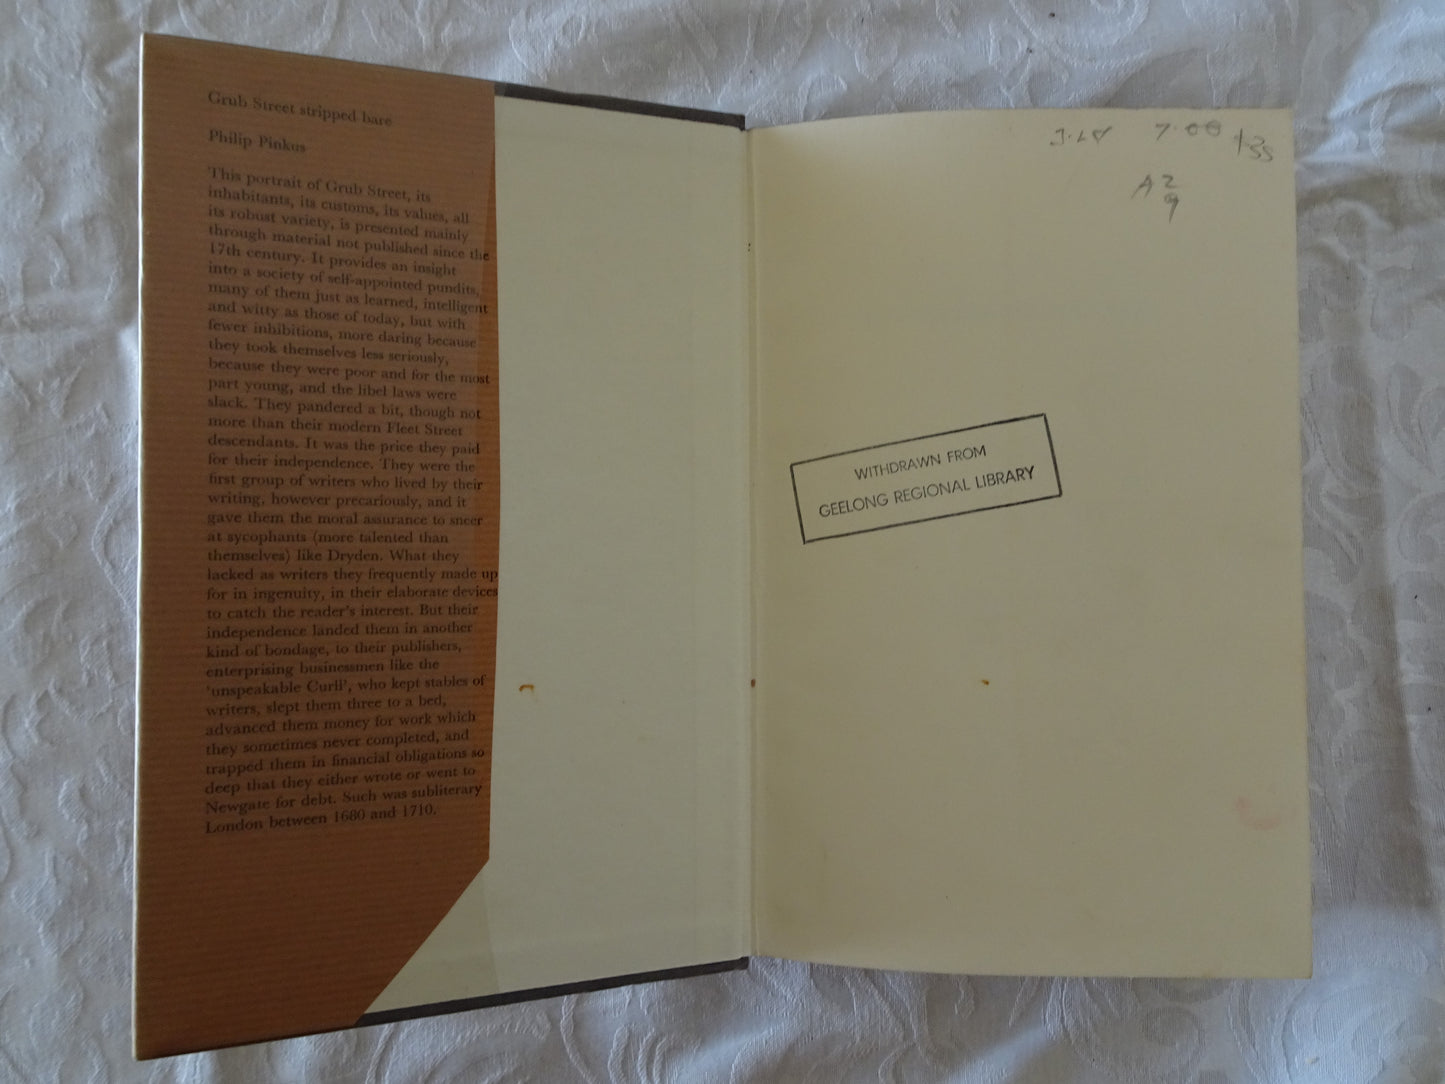 Grub Street stripped bare
Philip Pinkus
This portrait of Grub Street, its
inhabitants, its customs, its values, all
its robust variety, is presented mainly
through material not published since the
17th century. It provides an insight
into a society of self-appointed pundits,
many of them just as learned, intelligent
and witty as those of today, but with
fewer inhibitions, more daring because
they took themselves less seriously,
because they were poor and for the most
part young, and the libel laws were
slack. They pandered a bit, though not
more than their modern Fleet Street
descendants. It was the price they paid
for their independence. They were the
first group of writers who lived by their
writing, however precariously, and it
gave them the moral assurance to sneer
at sycophants (more talented than
themselves) like Dryden. What they
lacked as writers they frequently made up
for in ingenuity, in their elaborate devices
to catch the reader's interest. But their
independence landed them in another
kind of bondage, to their publishers,
enterprising businessmen like the
'unspeakable Curll', who kept stables of
writers, slept them three to a bed,
advanced them money for work which
they sometimes never completed, and
trapped them in financial obligations so
deep that they either wrote or went to
Newgate for debt. Such was subliterary
London between 1680 and 1710.
7.00
A 2
9
WITHDRAWN FROM
GEELONG REGIONAL LIBRARY